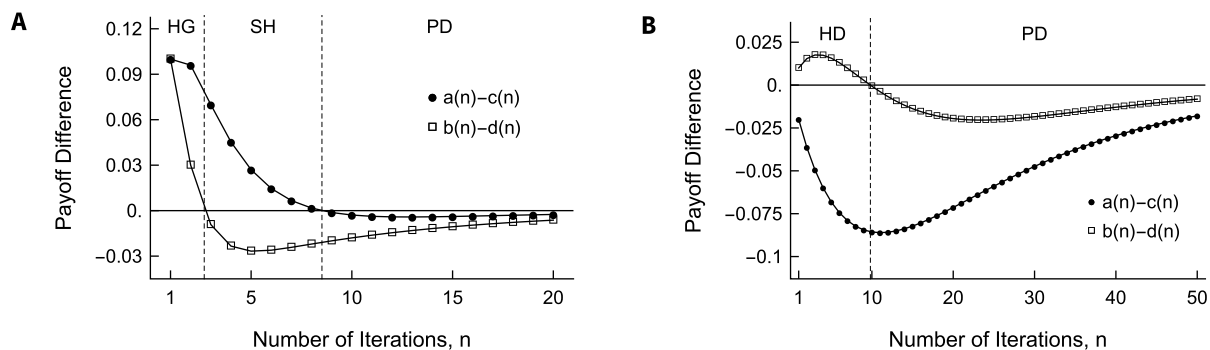 A
HG SH PD
0.12
0.09
0.06
0.03
0.
−0.03
Payoff Difference
a(n)−c(n)
b(n)−d(n)
1 5 10 15 20
Number of Iterations, n
B
HD PD
0.025
0.
−0.025
−0.05
−0.075
−0.1
Payoff Difference
a(n)−c(n)
b(n)−d(n)
1 10 20 30 40 50
Number of Iterations, n